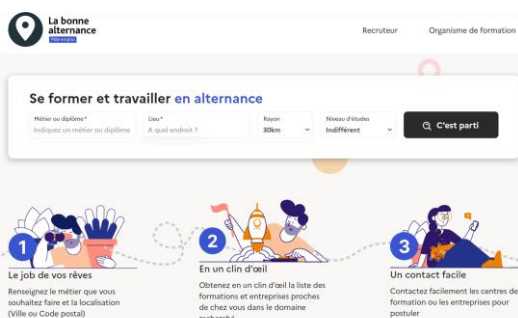 La bonne
alternance
Pôle emploi
Recruteur
Organisme de formation
Se former et travailler en alternance
Métier ou diplôme*
Indiquez un métier ou diplôme
Lieu*
A quel endroit ?
Rayon
30km
Niveau d'études
Indifférent
C'est parti
1
2
3
Le job de vos rêves
Renseignez le métier que vous
souhaitez faire et la localisation
(Ville ou Code postal)
En un clin d'œil
Obtenez en un clin d'œil la liste des
formations et entreprises proches
de chez vous dans le domaine
recherché
Un contact facile
Contactez facilement les centres de
formation ou les entreprises pour
postuler